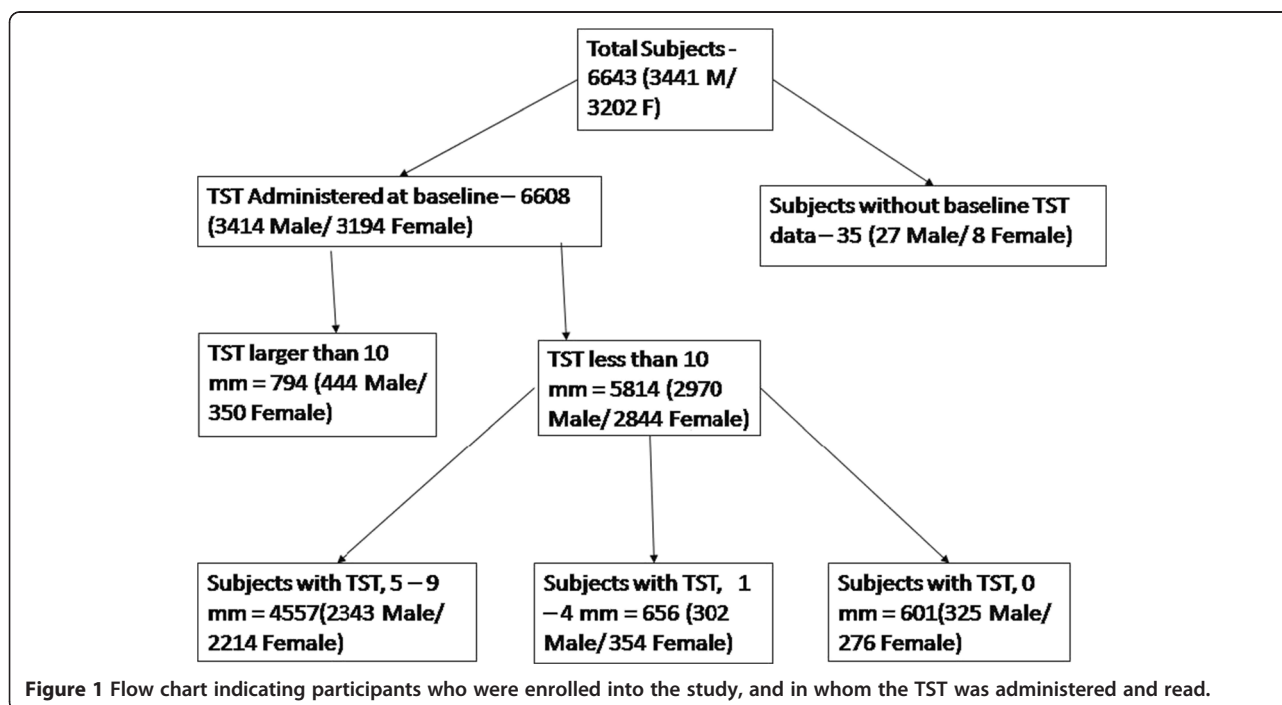 Total Subjects -
6643 (3441 M/
3202 F)
TST Administered at baseline – 6608
(3414 Male/ 3194 Female)
Subjects without baseline TST
data – 35 (27 Male/ 8 Female)
TST larger than 10
mm = 794 (444 Male/
350 Female)
TST less than 10
mm = 5814 (2970
Male/ 2844 Female)
Subjects with TST, 5 – 9
mm = 4557(2343 Male/
2214 Female)
Subjects with TST, 1
– 4 mm = 656 (302
Male/ 354 Female)
Subjects with TST, 0
mm = 601(325 Male/
276 Female)
Figure 1 Flow chart indicating participants who were enrolled into the study, and in whom the TST was administered and read.